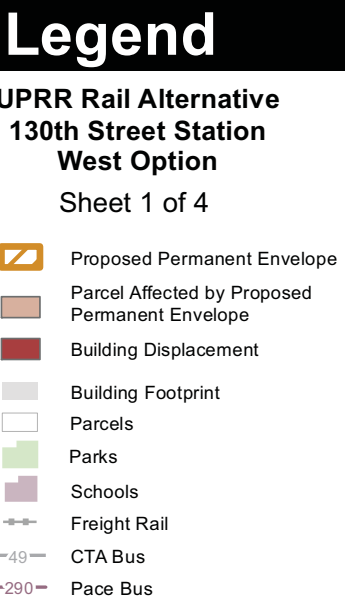 Legend
UPRR Rail Alternative
130th Street Station
West Option
Sheet 1 of 4
Proposed Permanent Envelope
Parcel Affected by Proposed
Permanent Envelope
Building Displacement
Building Footprint
Parcels
Parks
Schools
Freight Rail
49 CTA Bus
290 Pace Bus